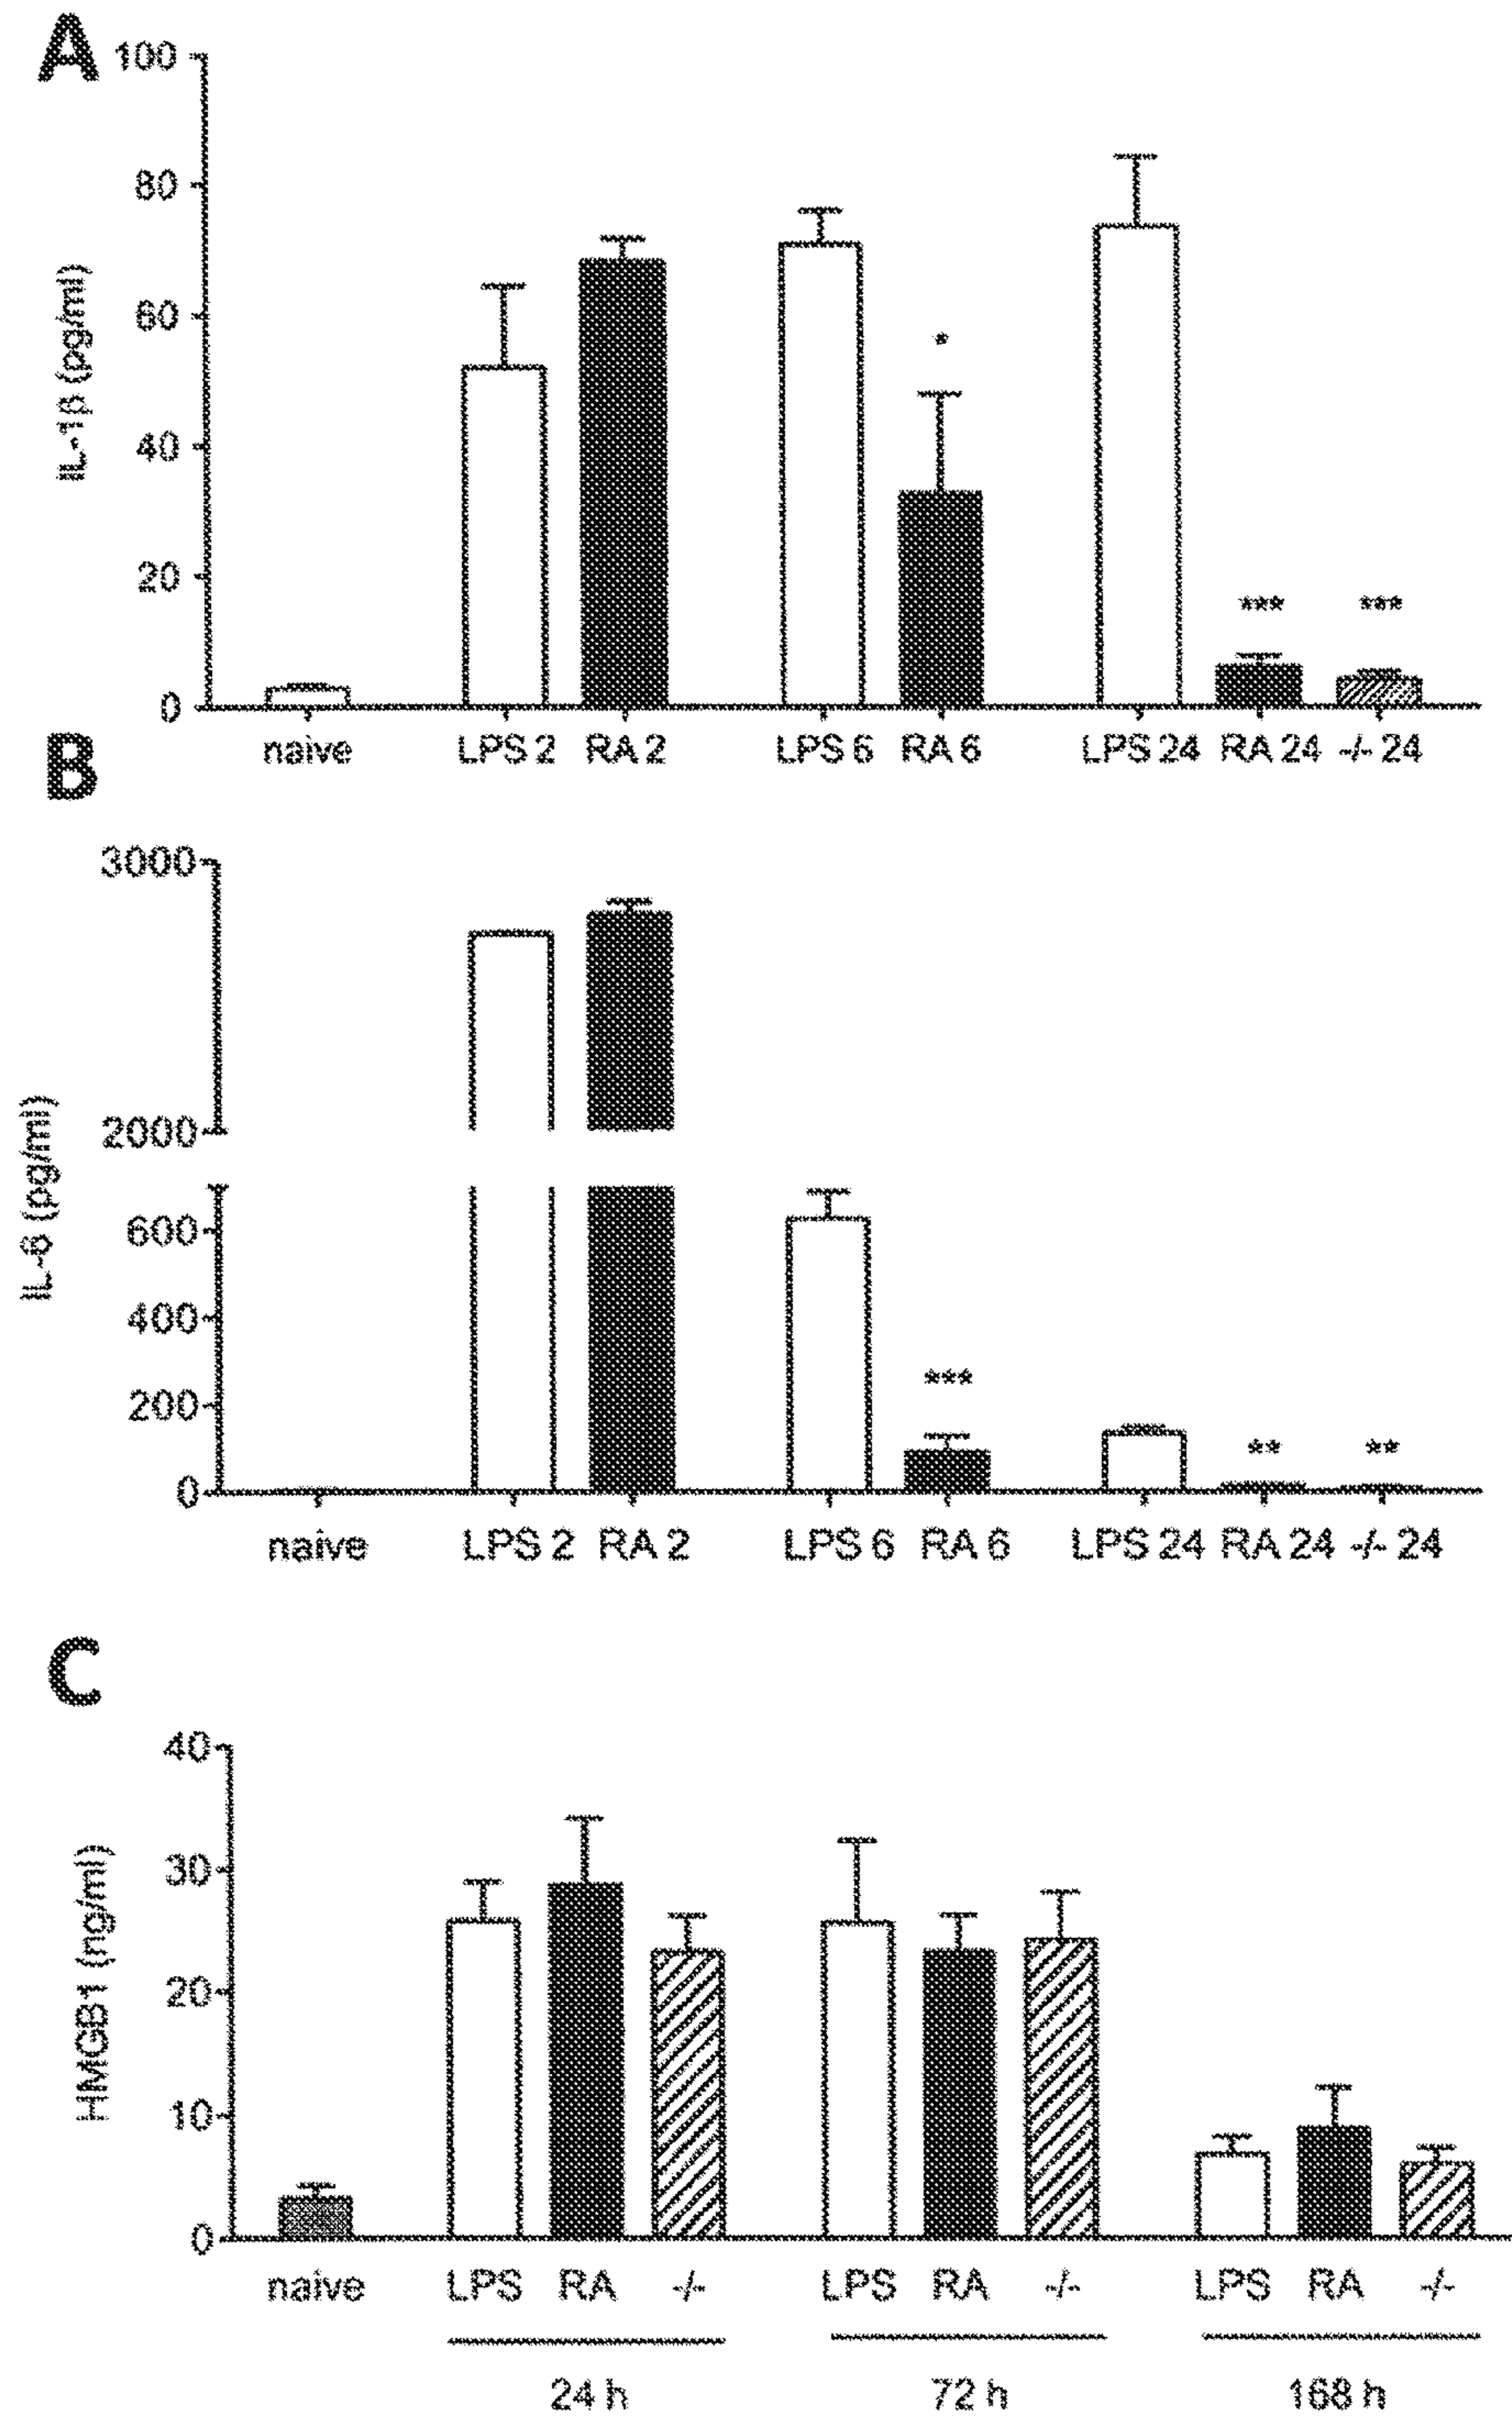 A
100
80
60
40
20
0
IL-1β (pg/ml)
*
*** ***
naive LPS 2 RA 2 LPS 6 RA 6 LPS 24 RA 24 -/- 24
B
3000
2000
600
400
200
0
IL-6 (pg/ml)
***
** **
naive LPS 2 RA 2 LPS 6 RA 6 LPS 24 RA 24 -/- 24
C
40
30
20
10
0
HMGB1 (ng/ml)
naive LPS RA -/- LPS RA -/- LPS RA -/-
24 h 72 h 168 h